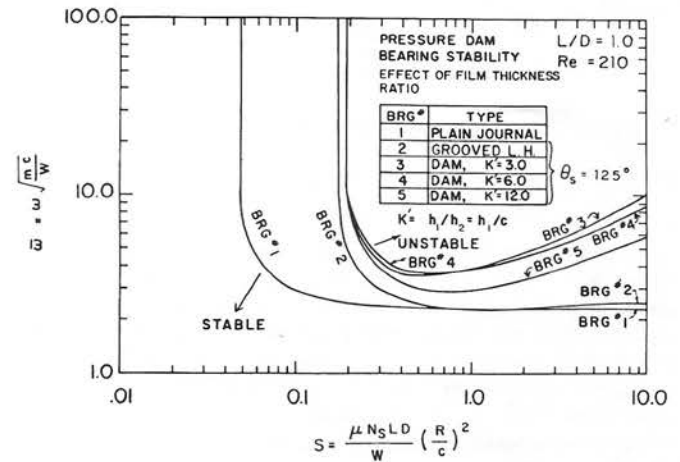 PRESSURE DAM L/D = 1.0
BEARING STABILITY Re = 210
EFFECT OF FILM THICKNESS
RATIO
BRG# TYPE
1 PLAIN JOURNAL
2 GROOVED L.H.
3 DAM, K'=3.0
4 DAM, K'=6.0
5 DAM, K'=12.0
θs = 125°
K' = h1/h2 = h1/c
UNSTABLE
BRG#4
BRG#3
BRG#4
BRG#5
BRG#1
BRG#2
STABLE
BRG#2
BRG#1
100.0
10.0
1.0
ω̅ = ω √(m c/W)
.01 0.1 1.0 10.0
S = μ Ns L D / W (R/c)²